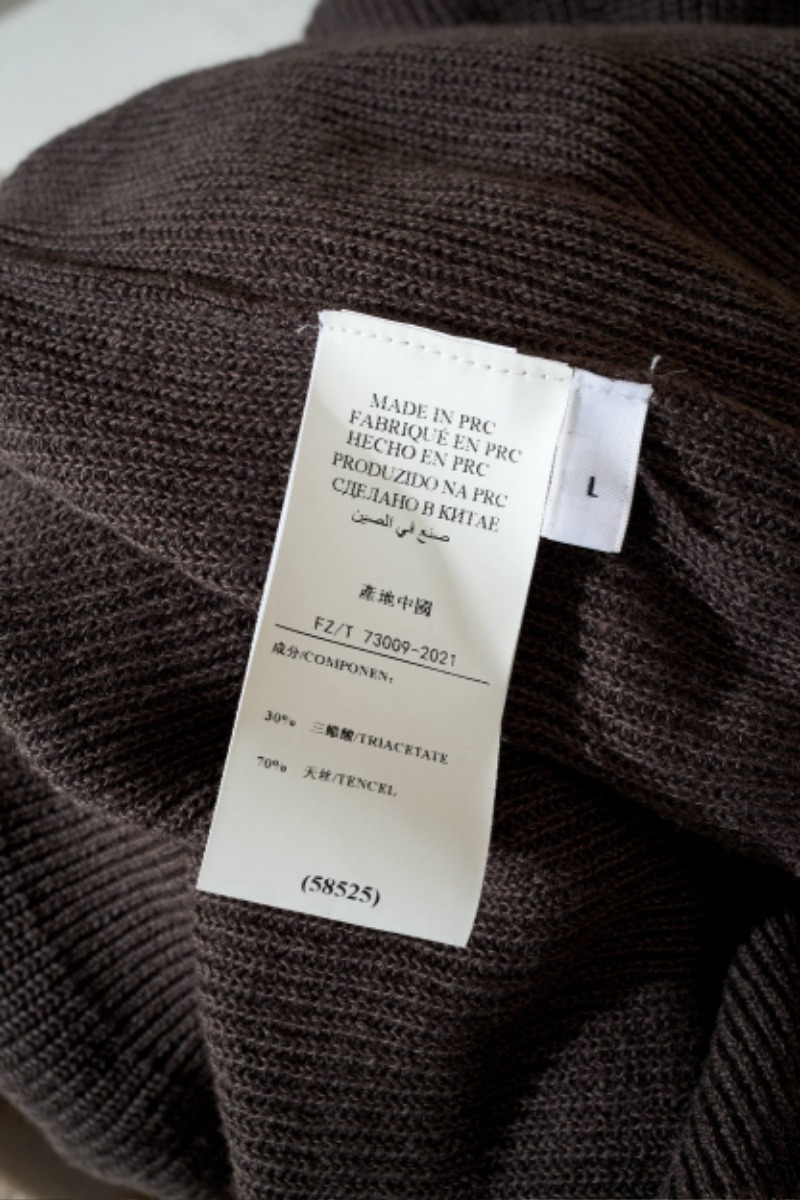 MADE IN PRC
FABRIQUÉ EN PRC
HECHO EN PRC
PRODUZIDO NA PRC
СДЕЛАНО В КИТАЕ
صنع في الصين
產地中國
FZ/T 73009-2021
成分/COMPONEN:
30% 三醋酸/TRIACETATE
70% 天丝/TENCEL
(58525)
L